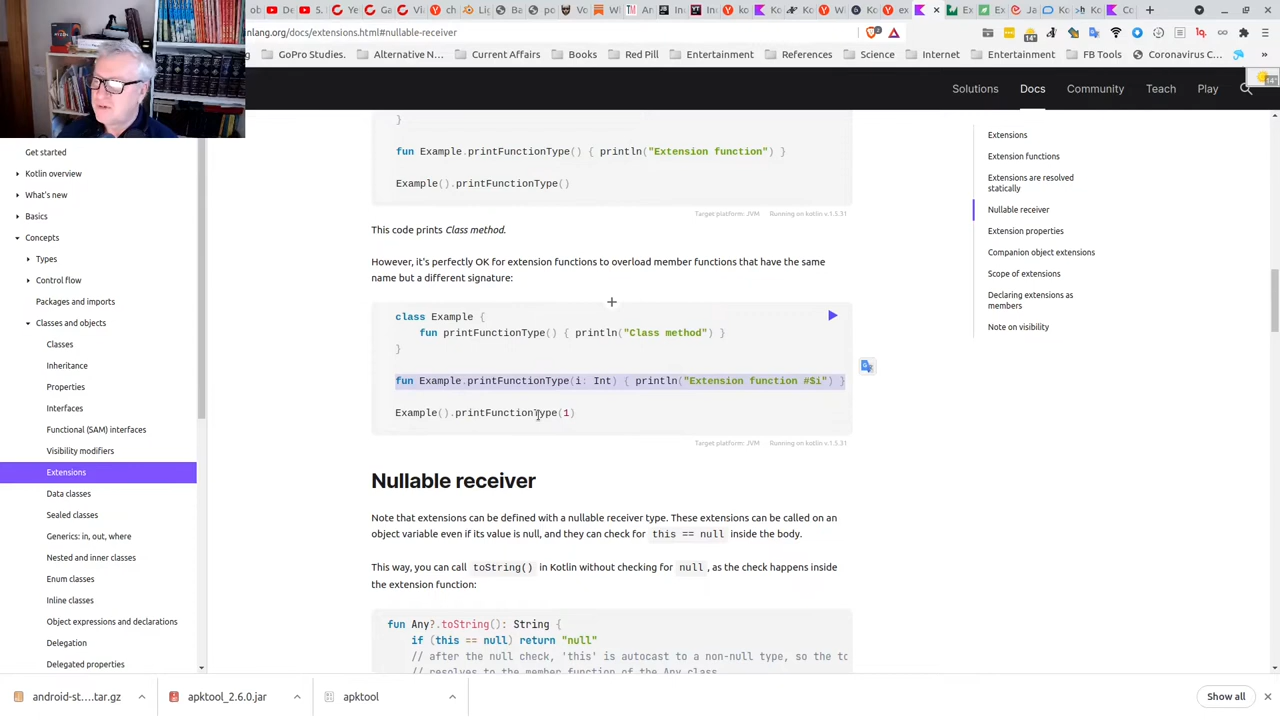 nlang.org/docs/extensions.html#nullable-receiver
GoPro Studios. Alternative N... Current Affairs Books Red Pill Entertainment References Science Internet Entertainment CB Tools Coronavirus C...
Solutions Docs Community Teach Play
Get started
Kotlin overview
What's new
Basics
Concepts
Types
Control flow
Packages and imports
Classes and objects
Classes
Inheritance
Properties
Interfaces
Functional (SAM) interfaces
Visibility modifiers
Extensions
Data classes
Sealed classes
Generics: in, out, where
Nested and inner classes
Enum classes
Inline classes
Object expressions and declarations
Delegation
Delegated properties
}
fun Example.printFunctionType() { println("Extension function") }
Example().printFunctionType()
Target platform: JVM Running on kotlin v.1.5.31
This code prints Class method.
However, it's perfectly OK for extension functions to overload member functions that have the same
name but a different signature:
+
class Example {
fun printFunctionType() { println("Class method") }
}
fun Example.printFunctionType(i: Int) { println("Extension function #$i") }
Example().printFunctionType(1)
Target platform: JVM Running on kotlin v.1.5.31
Nullable receiver
Note that extensions can be defined with a nullable receiver type. These extensions can be called on an
object variable even if its value is null, and they can check for this == null inside the body.
This way, you can call toString() in Kotlin without checking for null, as the check happens inside
the extension function:
fun Any?.toString(): String {
if (this == null) return "null"
// after the null check, 'this' is autocast to a non-null type, so the to
// resolves to the member function of the Any class
Extensions
Extension functions
Extensions are resolved
statically
Nullable receiver
Extension properties
Companion object extensions
Scope of extensions
Declaring extensions as
members
Note on visibility
android-st....tar.gz apktool_2.6.0.jar apktool Show all